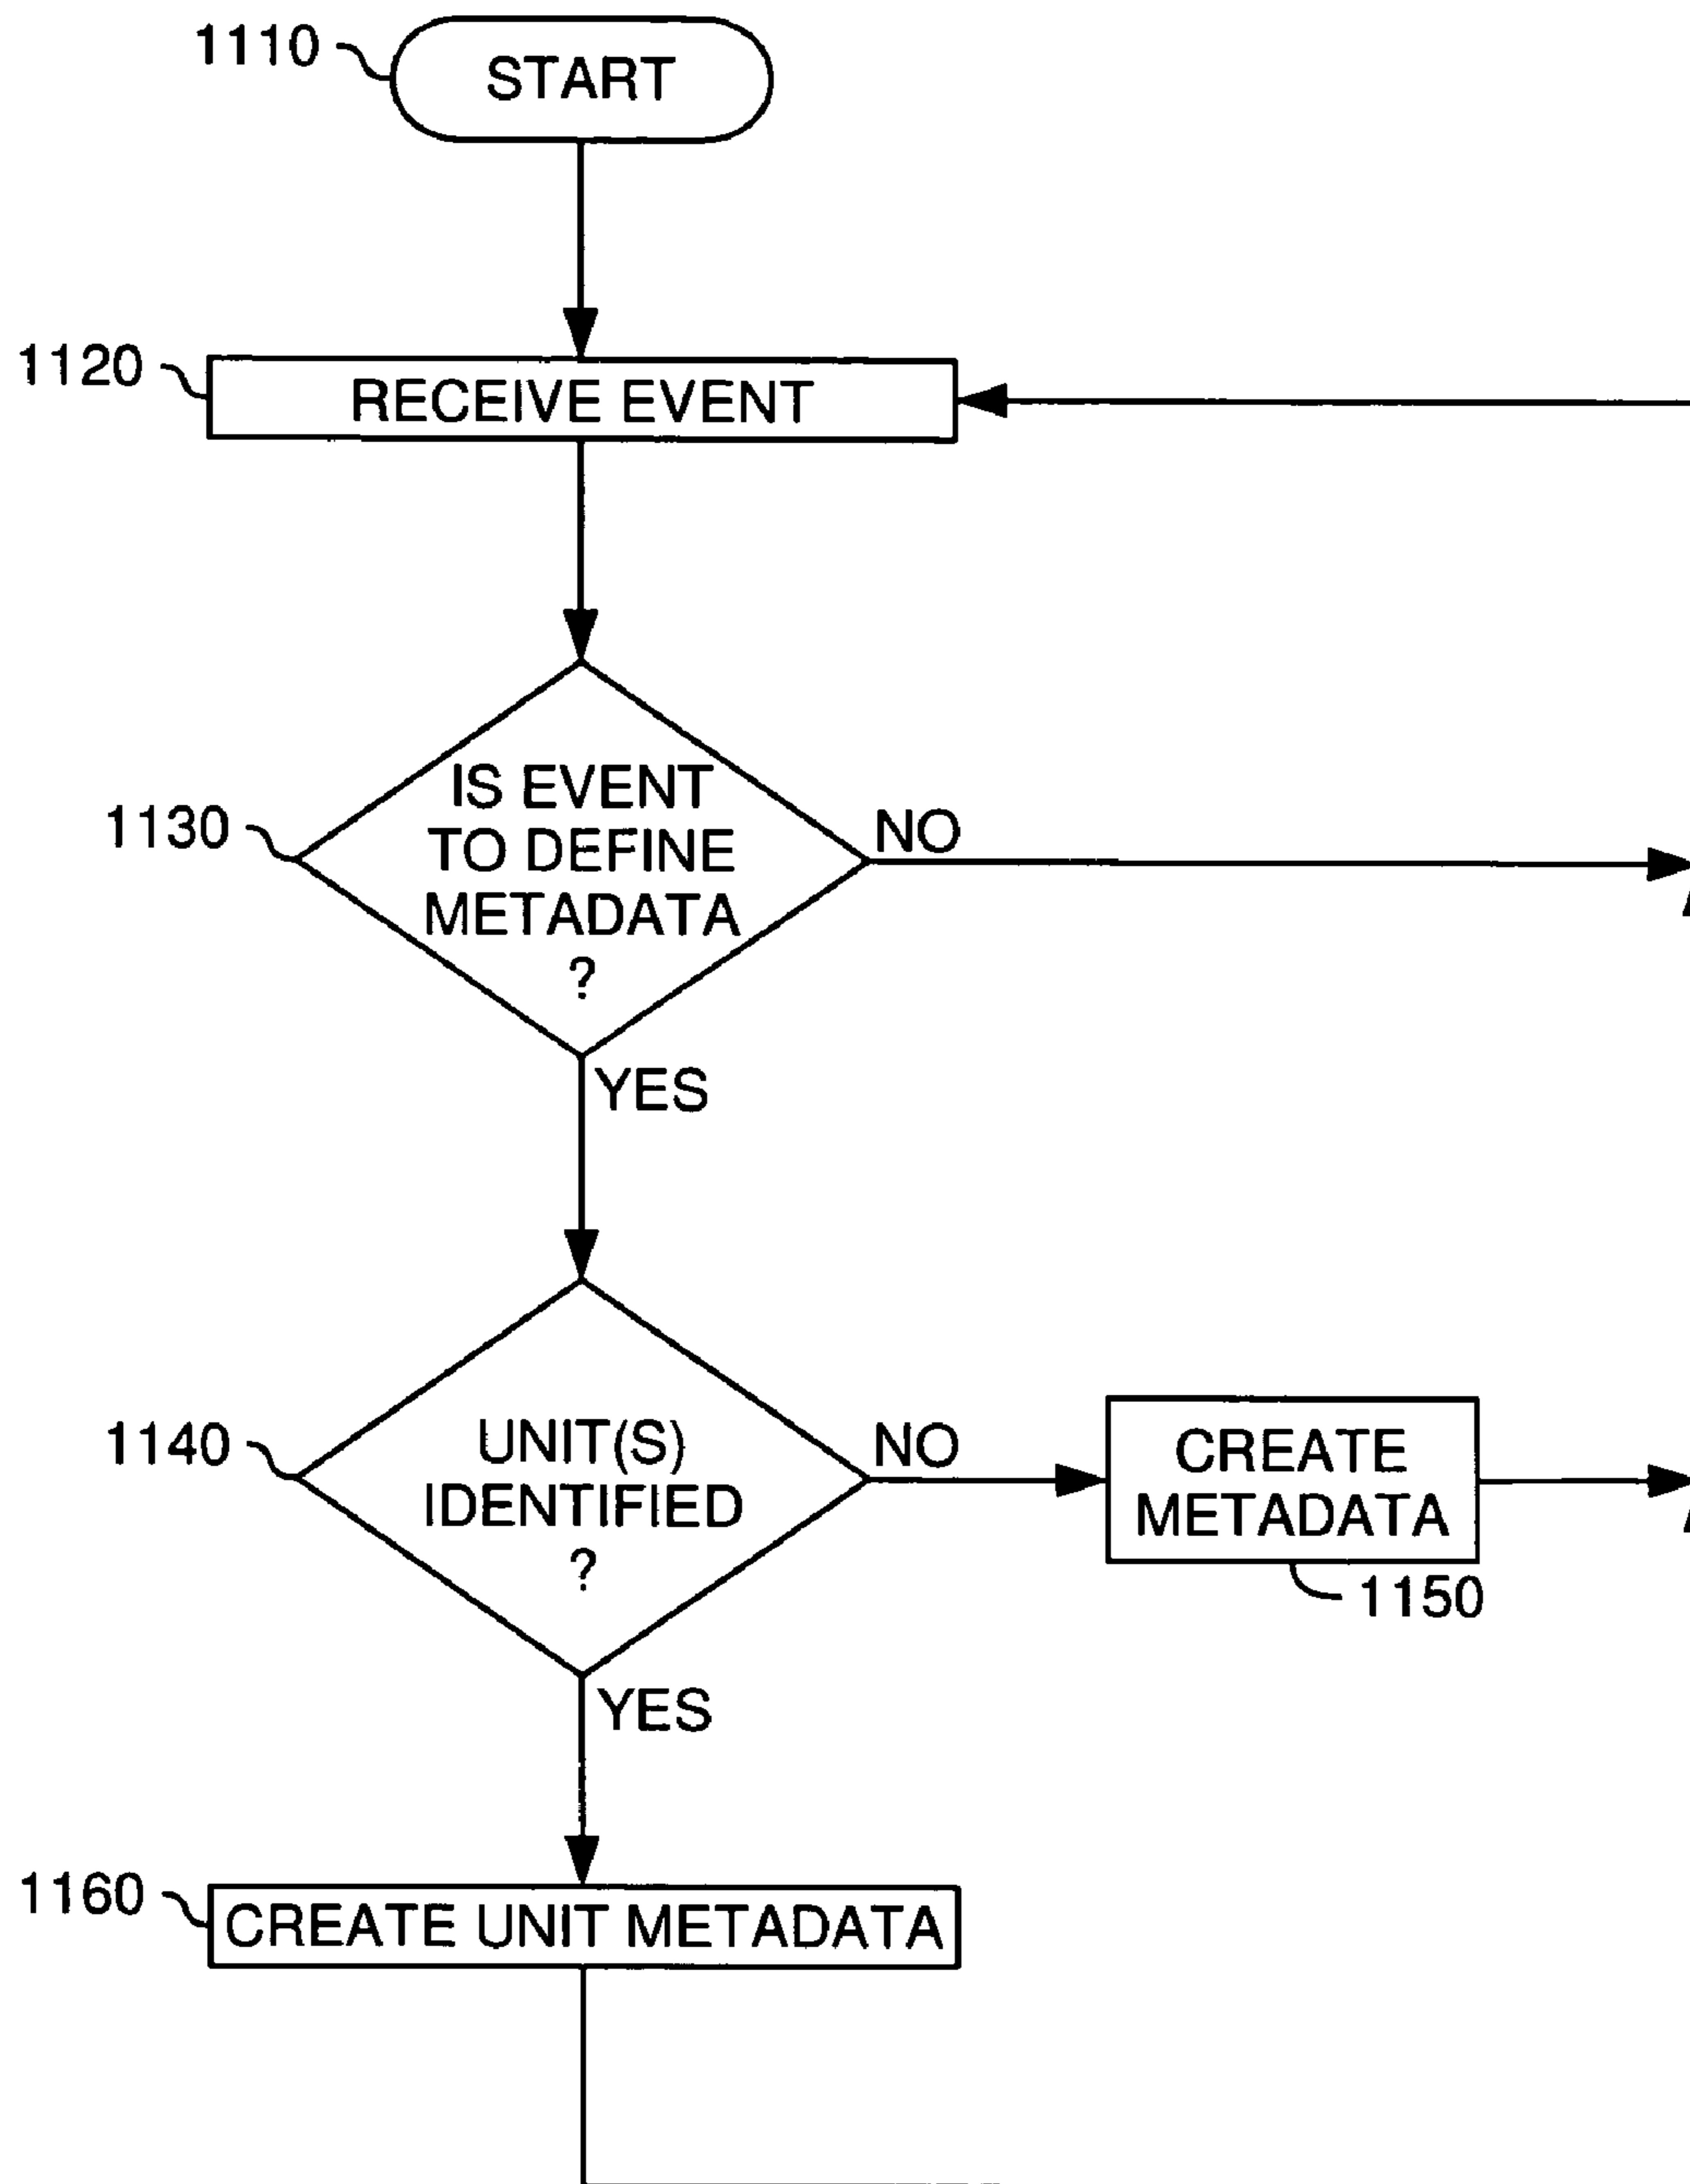 1110
START
1120
RECEIVE EVENT
1130
IS EVENT
TO DEFINE
METADATA
?
NO
YES
1140
UNIT(S)
IDENTIFIED
?
NO
CREATE
METADATA
1150
YES
1160
CREATE UNIT METADATA